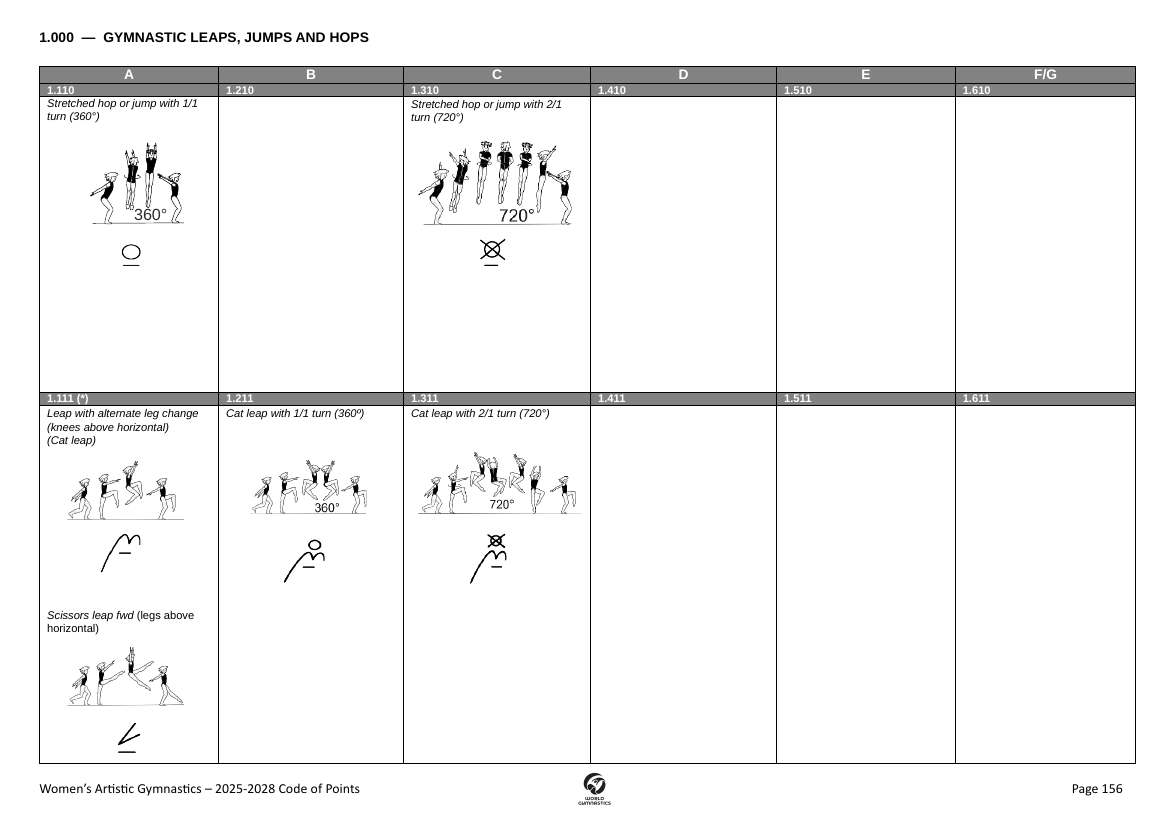 1.000 — GYMNASTIC LEAPS, JUMPS AND HOPS
A B C D E F/G
1.110 1.210 1.310 1.410 1.510 1.610
Stretched hop or jump with 1/1
turn (360°)
Stretched hop or jump with 2/1
turn (720°)
360°
720°
1.111 (*) 1.211 1.311 1.411 1.511 1.611
Leap with alternate leg change
(knees above horizontal)
(Cat leap)
Cat leap with 1/1 turn (360º)
Cat leap with 2/1 turn (720°)
360°
720°
Scissors leap fwd (legs above
horizontal)
Women’s Artistic Gymnastics – 2025-2028 Code of Points
WORLD
GYMNASTICS
Page 156